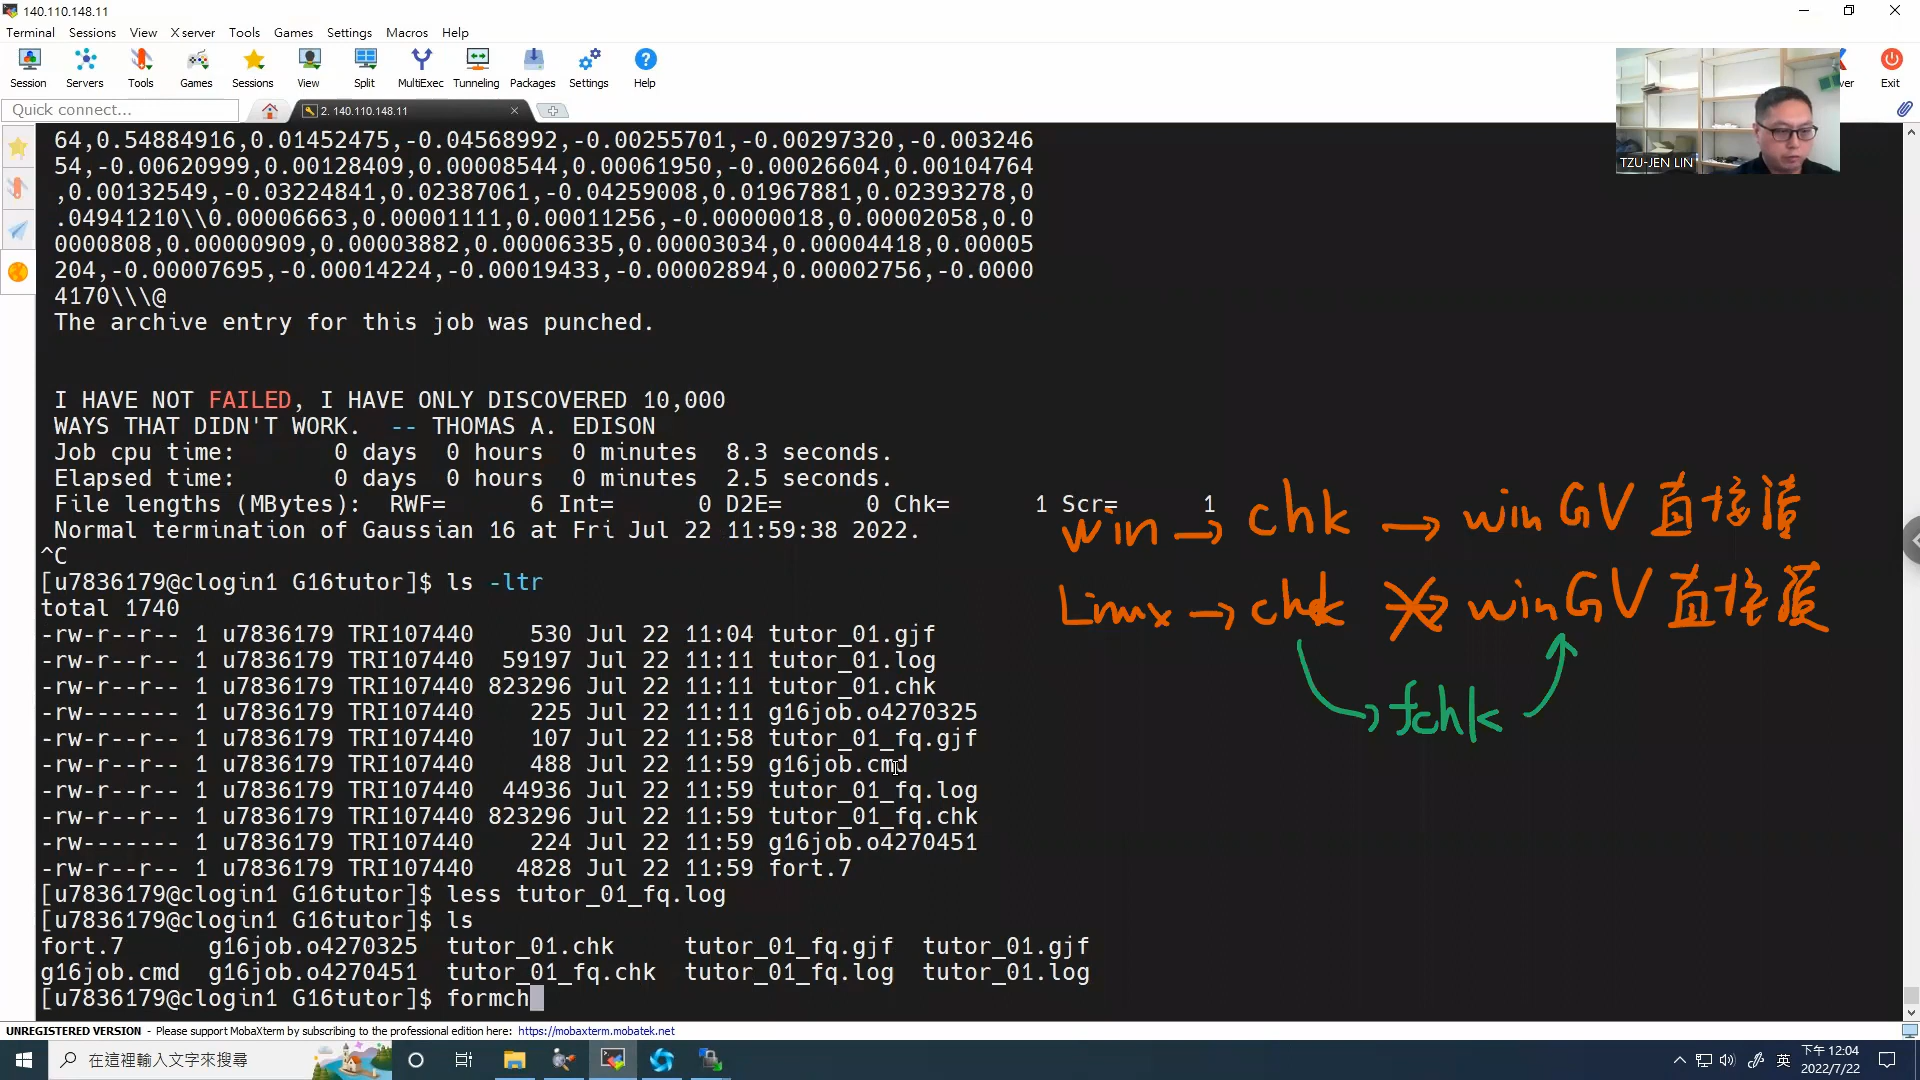 140.110.148.11
Terminal Sessions View X server Tools Games Settings Macros Help
Session Servers Tools Games Sessions View Split MultiExec Tunneling Packages Settings Help
Exit
Quick connect...
2. 140.110.148.11
TZU-JEN LIN
64,0.54884916,0.01452475,-0.04568992,-0.00255701,-0.00297320,-0.003246
54,-0.00620999,0.00128409,0.00008544,0.00061950,-0.00026604,0.00104764
,0.00132549,-0.03224841,0.02387061,-0.04259008,0.01967881,0.02393278,0
.04941210\\0.00006663,0.00001111,0.00011256,-0.00000018,0.00002058,0.0
0000808,0.00000909,0.00003882,0.00006335,0.00003034,0.00004418,0.00005
204,-0.00007695,-0.00014224,-0.00019433,-0.00002894,0.00002756,-0.0000
4170\\\@
The archive entry for this job was punched.
I HAVE NOT FAILED, I HAVE ONLY DISCOVERED 10,000
WAYS THAT DIDN'T WORK.  -- THOMAS A. EDISON
Job cpu time:       0 days  0 hours  0 minutes  8.3 seconds.
Elapsed time:       0 days  0 hours  0 minutes  2.5 seconds.
File lengths (MBytes):  RWF=      6 Int=      0 D2E=      0 Chk=      1 Scr=      1
Normal termination of Gaussian 16 at Fri Jul 22 11:59:38 2022.
^C
[u7836179@clogin1 G16tutor]$ ls -ltr
total 1740
-rw-r--r-- 1 u7836179 TRI107440    530 Jul 22 11:04 tutor_01.gjf
-rw-r--r-- 1 u7836179 TRI107440  59197 Jul 22 11:11 tutor_01.log
-rw-r--r-- 1 u7836179 TRI107440 823296 Jul 22 11:11 tutor_01.chk
-rw------- 1 u7836179 TRI107440    225 Jul 22 11:11 g16job.o4270325
-rw-r--r-- 1 u7836179 TRI107440    107 Jul 22 11:58 tutor_01_fq.gjf
-rw-r--r-- 1 u7836179 TRI107440    488 Jul 22 11:59 g16job.cmd
-rw-r--r-- 1 u7836179 TRI107440  44936 Jul 22 11:59 tutor_01_fq.log
-rw-r--r-- 1 u7836179 TRI107440 823296 Jul 22 11:59 tutor_01_fq.chk
-rw------- 1 u7836179 TRI107440    224 Jul 22 11:59 g16job.o4270451
-rw-r--r-- 1 u7836179 TRI107440   4828 Jul 22 11:59 fort.7
[u7836179@clogin1 G16tutor]$ less tutor_01_fq.log
[u7836179@clogin1 G16tutor]$ ls
fort.7      g16job.o4270325  tutor_01.chk     tutor_01_fq.gjf  tutor_01.gjf
g16job.cmd  g16job.o4270451  tutor_01_fq.chk  tutor_01_fq.log  tutor_01.log
[u7836179@clogin1 G16tutor]$ formch
win → chk → win GV 直接讀
Linux → chk → win GV 直接讀
→ fchk
UNREGISTERED VERSION - Please support MobaXterm by subscribing to the professional edition here: https://mobaxterm.mobatek.net
在這裡輸入文字來搜尋
英
下午 12:04
2022/7/22